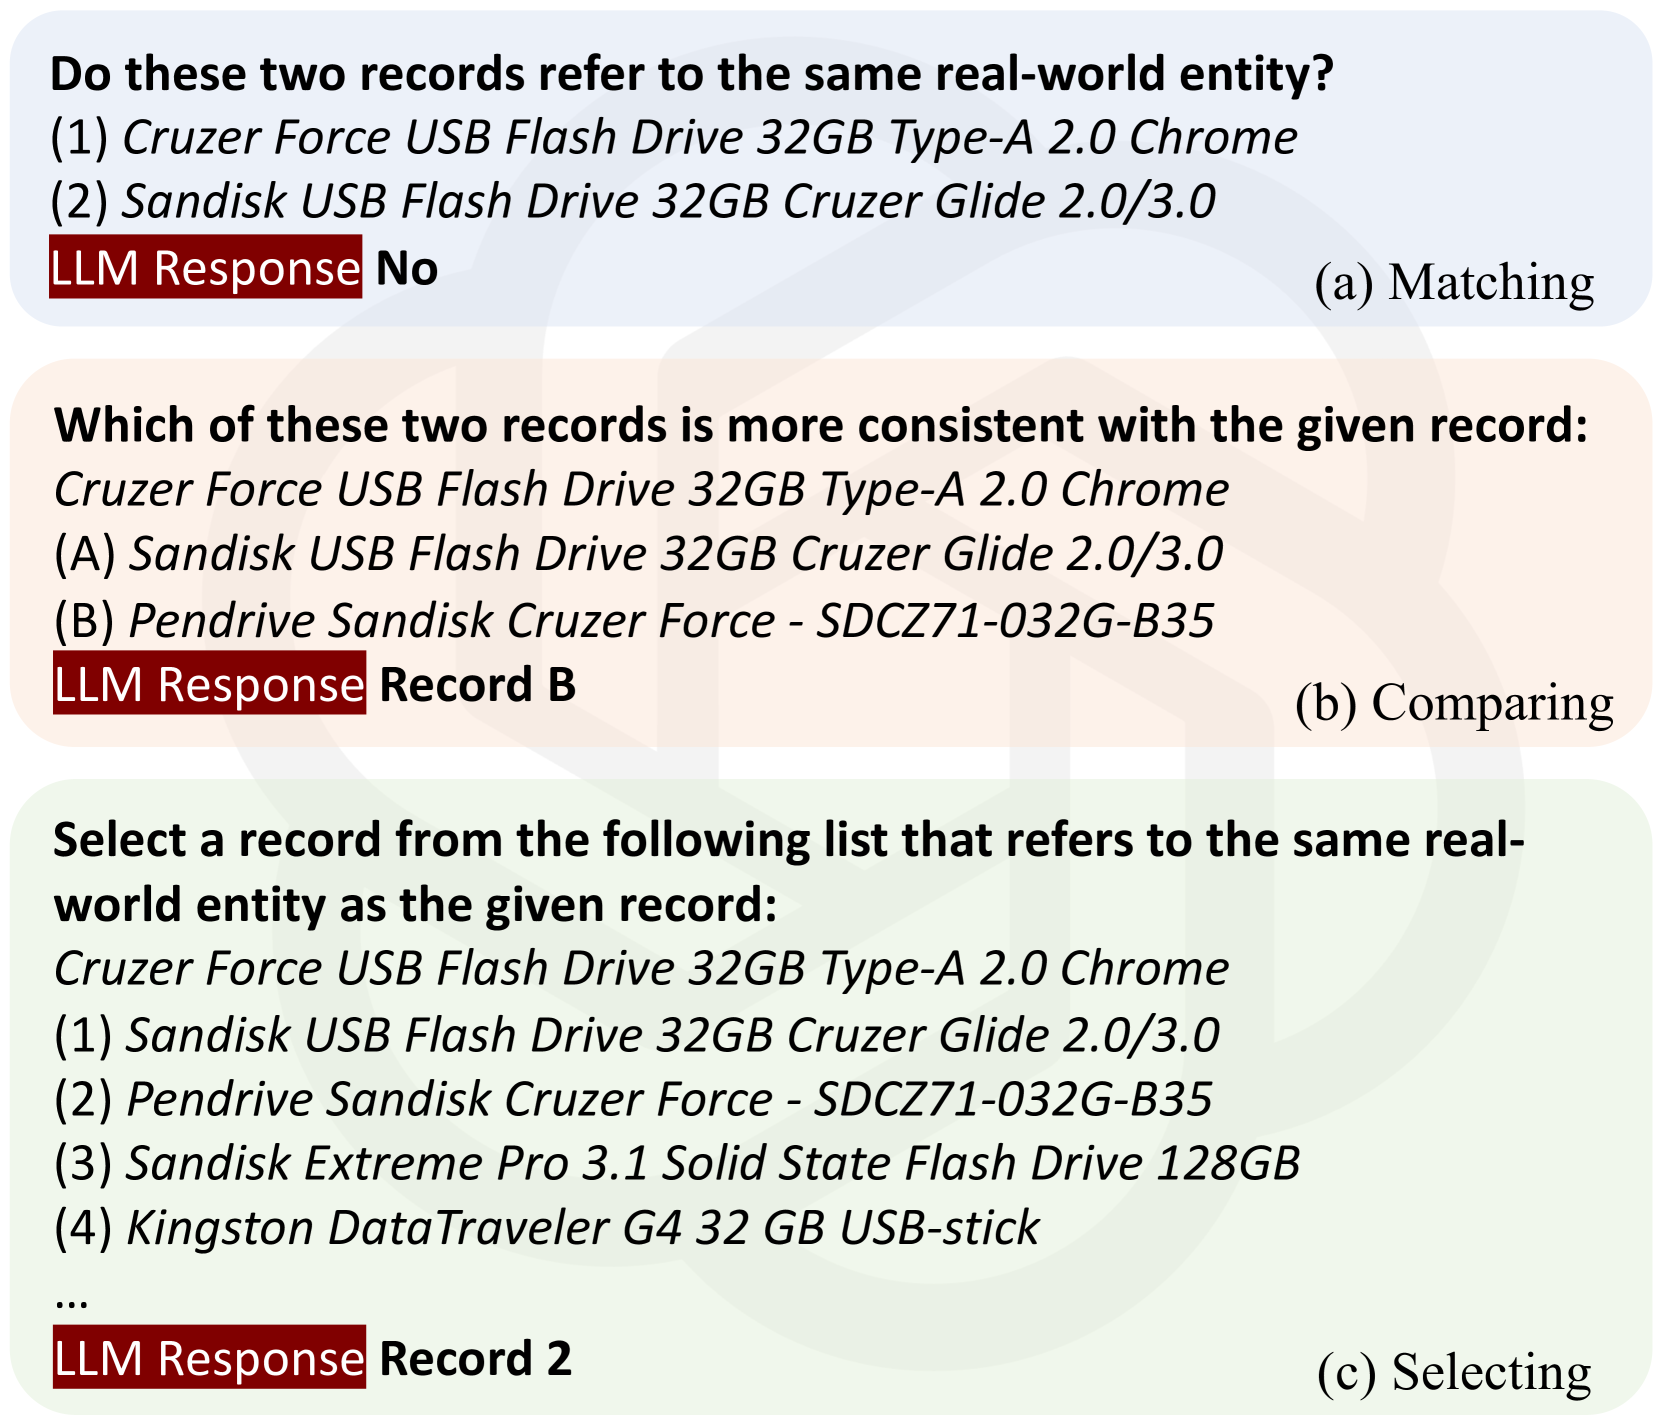 Do these two records refer to the same real-world entity?
(1) Cruzer Force USB Flash Drive 32GB Type-A 2.0 Chrome
(2) Sandisk USB Flash Drive 32GB Cruzer Glide 2.0/3.0
LLM Response No
(a) Matching
Which of these two records is more consistent with the given record:
Cruzer Force USB Flash Drive 32GB Type-A 2.0 Chrome
(A) Sandisk USB Flash Drive 32GB Cruzer Glide 2.0/3.0
(B) Pendrive Sandisk Cruzer Force - SDCZ71-032G-B35
LLM Response Record B
(b) Comparing
Select a record from the following list that refers to the same real-
world entity as the given record:
Cruzer Force USB Flash Drive 32GB Type-A 2.0 Chrome
(1) Sandisk USB Flash Drive 32GB Cruzer Glide 2.0/3.0
(2) Pendrive Sandisk Cruzer Force - SDCZ71-032G-B35
(3) Sandisk Extreme Pro 3.1 Solid State Flash Drive 128GB
(4) Kingston DataTraveler G4 32 GB USB-stick
...
LLM Response Record 2
(c) Selecting